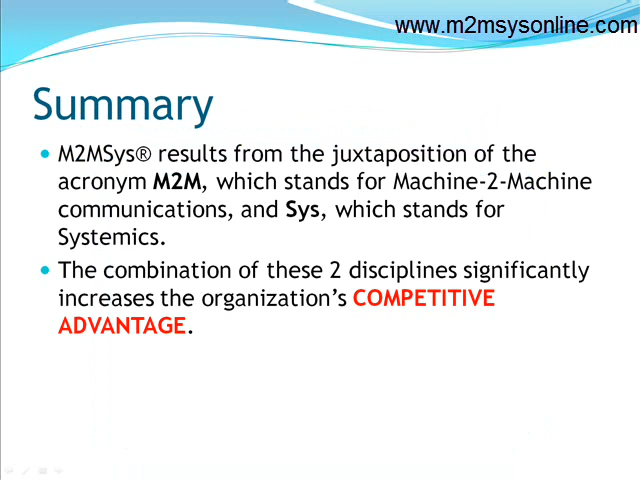 www.m2msysonline.com
Summary
• M2MSys® results from the juxtaposition of the
acronym M2M, which stands for Machine-2-Machine
communications, and Sys, which stands for
Systemics.
• The combination of these 2 disciplines significantly
increases the organization’s COMPETITIVE
ADVANTAGE.